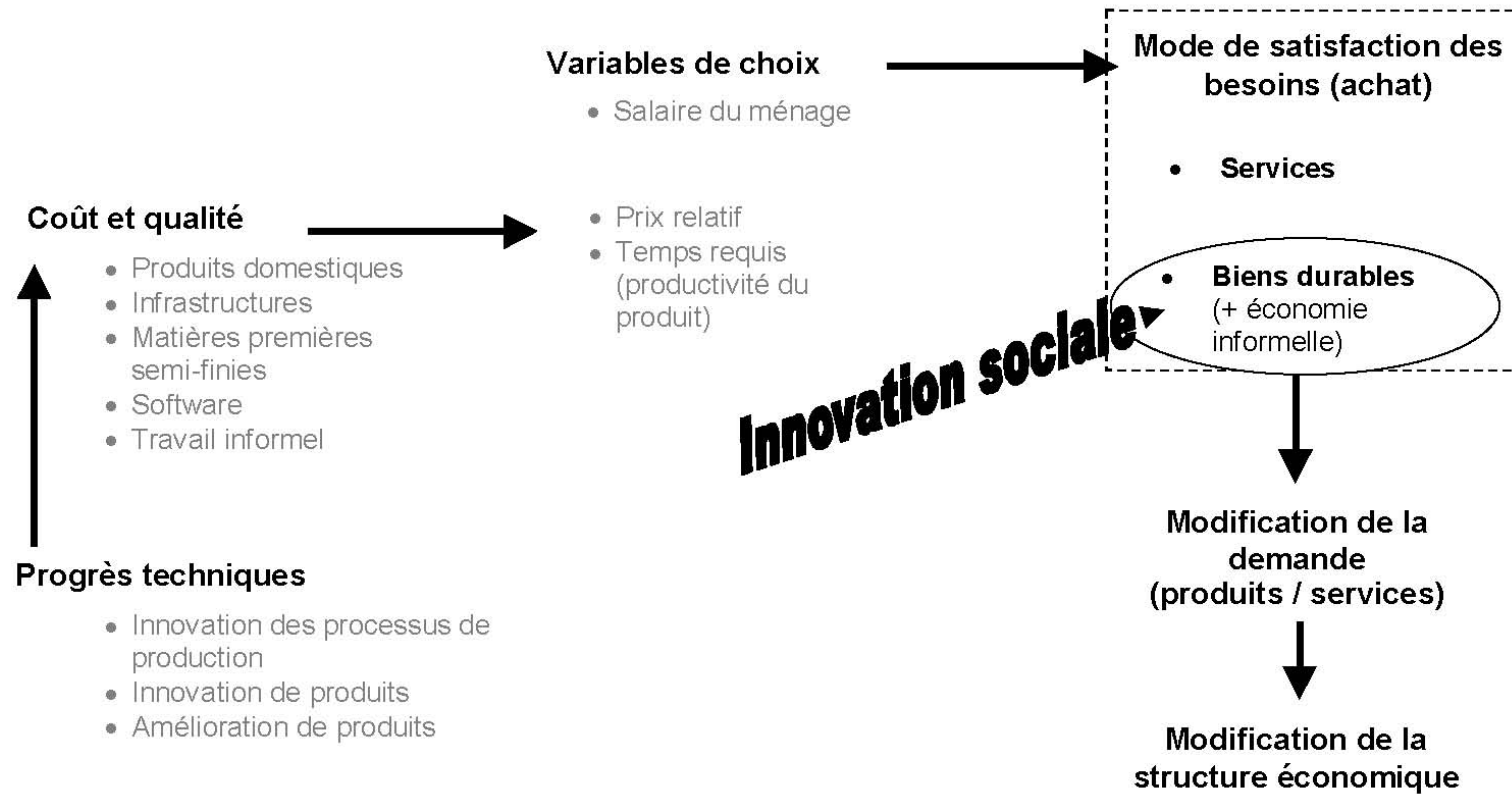 Variables de choix
• Salaire du ménage
• Prix relatif
• Temps requis
(productivité du
produit)
Mode de satisfaction des
besoins (achat)
• Services
• Biens durables
(+ économie
informelle)
Coût et qualité
• Produits domestiques
• Infrastructures
• Matières premières
semi-finies
• Software
• Travail informel
Innovation sociale
Progrès techniques
• Innovation des processus de
production
• Innovation de produits
• Amélioration de produits
Modification de la
demande
(produits / services)
Modification de la
structure économique